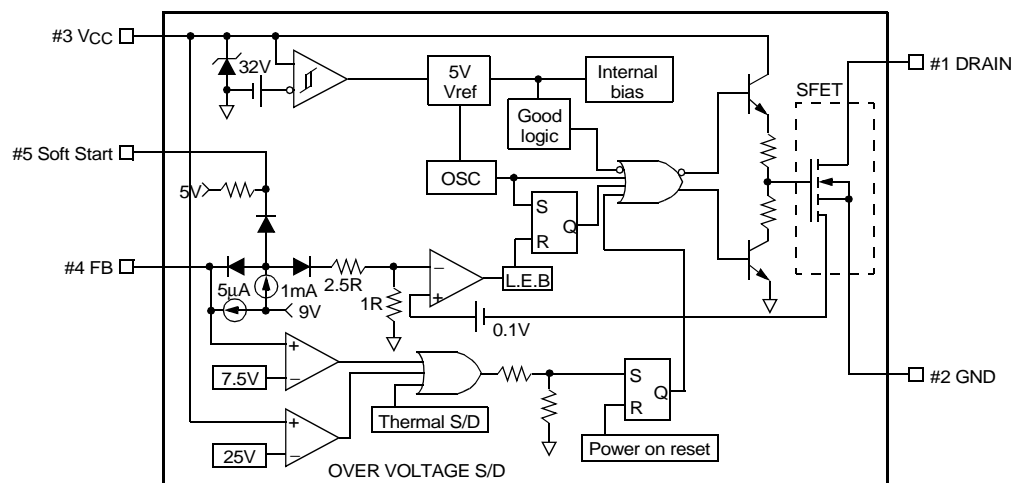 #3 VCC
32V
5V
Vref
Internal
bias
Good
logic
OSC
SFET
#1 DRAIN
#5 Soft Start
5V
S
R
Q
#4 FB
5μA
1mA
9V
2.5R
1R
−
+
L.E.B
0.1V
+
−
7.5V
+
−
25V
Thermal S/D
S
R
Q
Power on reset
#2 GND
OVER VOLTAGE S/D